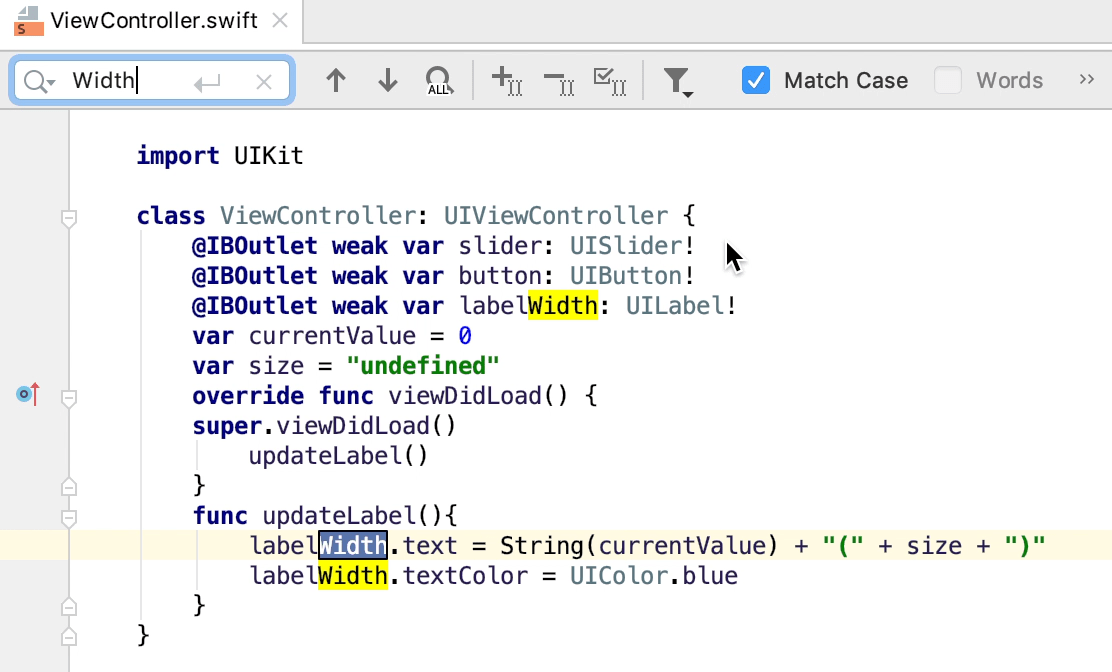 ViewController.swift
Width
ALL
Match Case
Words
import UIKit
class ViewController: UIViewController {
@IBOutlet weak var slider: UISlider!
@IBOutlet weak var button: UIButton!
@IBOutlet weak var labelWidth: UILabel!
var currentValue = 0
var size = "undefined"
override func viewDidLoad() {
super.viewDidLoad()
updateLabel()
}
func updateLabel(){
labelWidth.text = String(currentValue) + "(" + size + ")"
labelWidth.textColor = UIColor.blue
}
}